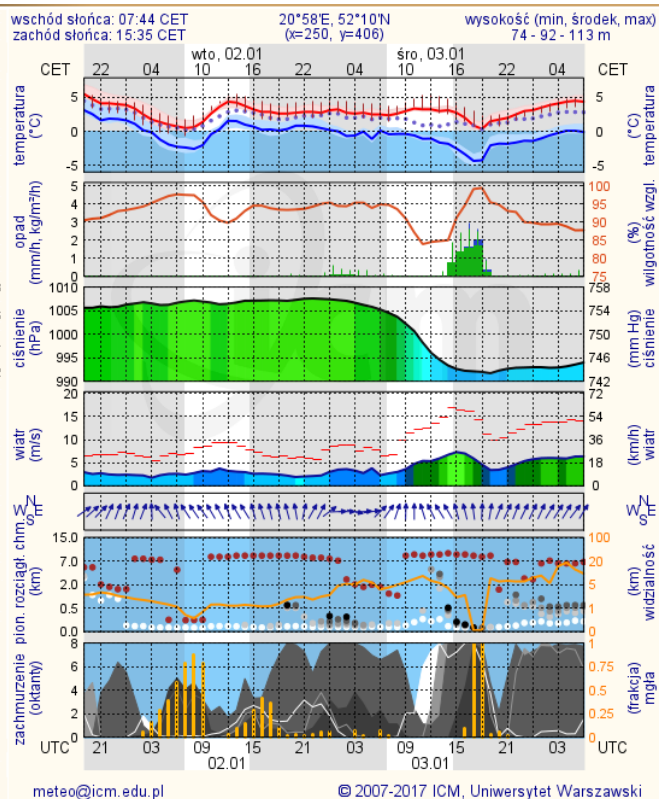 wschód słońca: 07:44 CET 20°58'E, 52°10'N wysokość (min, środek, max)
zachód słońca: 15:35 CET (x=250, y=406) 74 - 92 - 113 m
wto, 02.01 śro, 03.01
CET 22 04 10 16 22 04 10 16 22 04 CET
temperatura (°C)
5
0
-5
5
0
-5
temperatura (°C)
opad (mm/h, kg/m²/h)
5
4
3
2
1
0
100
95
90
85
80
75
(%) wilgotność wzgl.
ciśnienie (hPa)
1010
1005
1000
995
990
758
754
750
746
742
(mm Hg) ciśnienie
wiatr (m/s)
20
15
10
5
0
72
54
36
18
0
(km/h) wiatr
N
W E
S
N
W E
S
pion. rozciągł. chm. (km)
15.0
7.0
2.0
0.5
0.0
100
20
5
1
0
(km) widzialność
zachmurzenie (oktanty)
8
6
4
2
0
1
0.75
0.5
0.25
0
(frakcja) mgła
UTC 21 03 09 15 21 03 09 15 21 03 UTC
02.01 03.01
meteo@icm.edu.pl © 2007-2017 ICM, Uniwersytet Warszawski